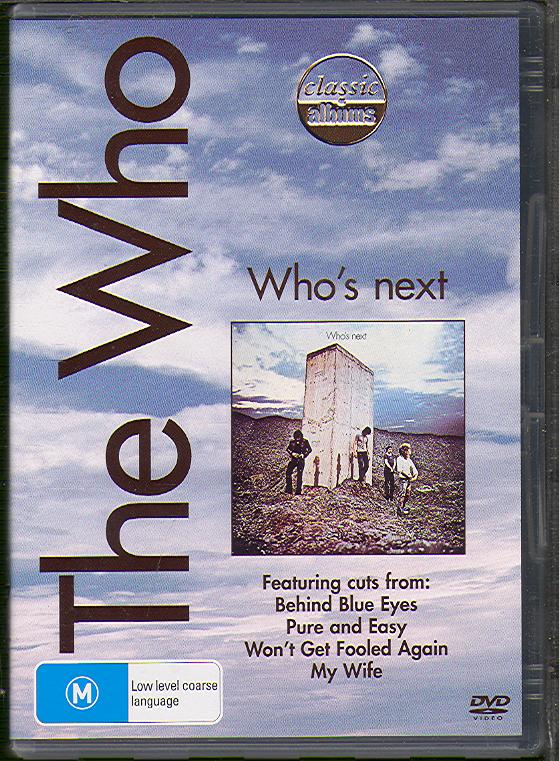 The Who
classic
albums
Who's next
Who's next
Featuring cuts from:
Behind Blue Eyes
Pure and Easy
Won't Get Fooled Again
My Wife
M
Low level coarse
language
DVD
VIDEO